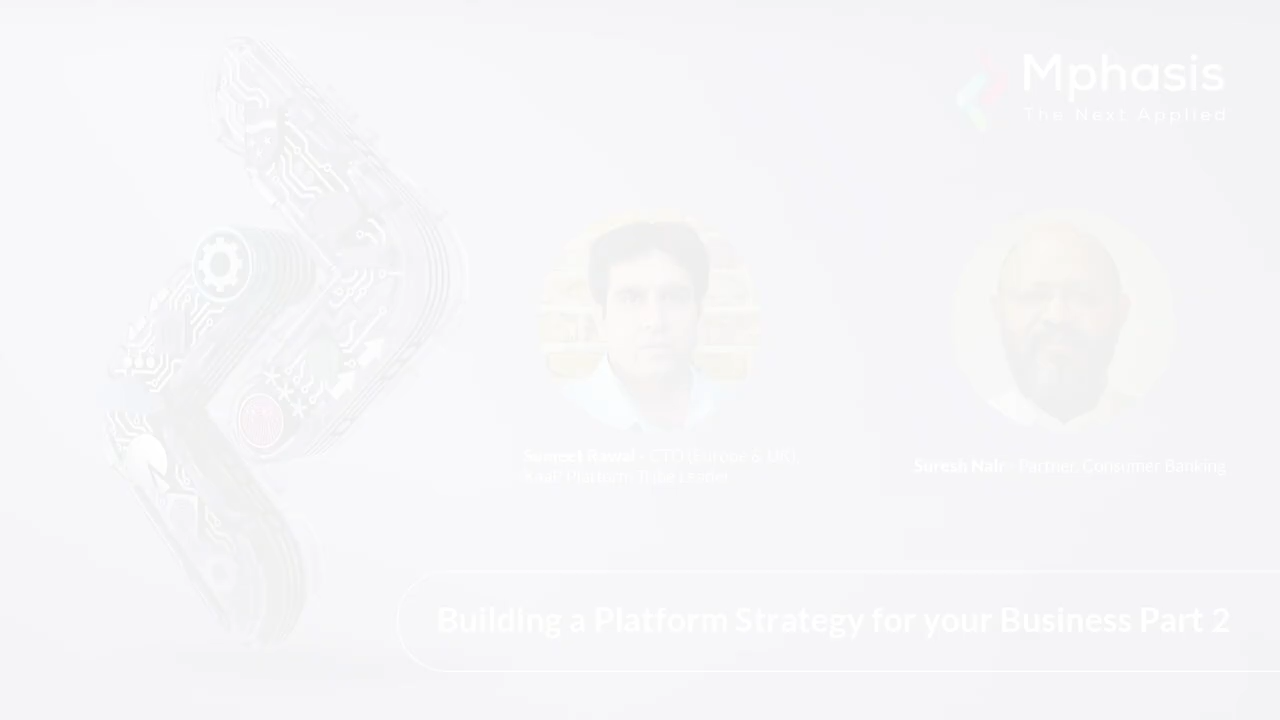 Mphasis
The Next Applied
Sumeet Rawal - CTO (Europe & UK),
XaaP Platform Tribe Leader
Suresh Nair - Partner, Consumer Banking
Building a Platform Strategy for your Business Part 2